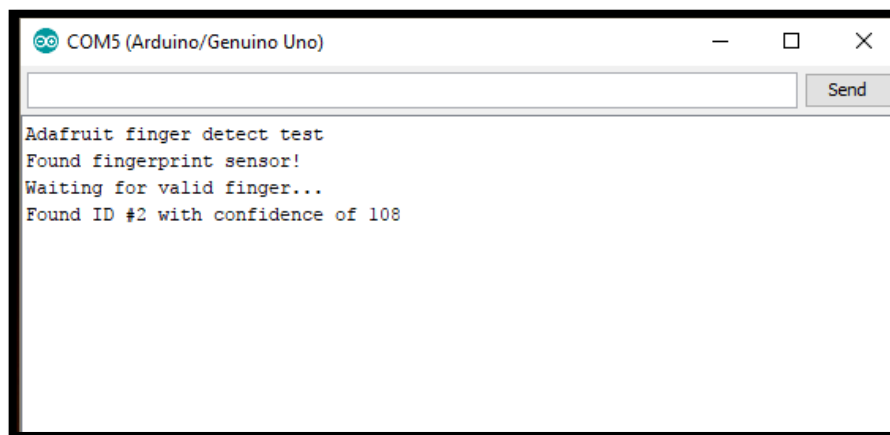 COM5 (Arduino/Genuino Uno)
Send
Adafruit finger detect test
Found fingerprint sensor!
Waiting for valid finger...
Found ID #2 with confidence of 108